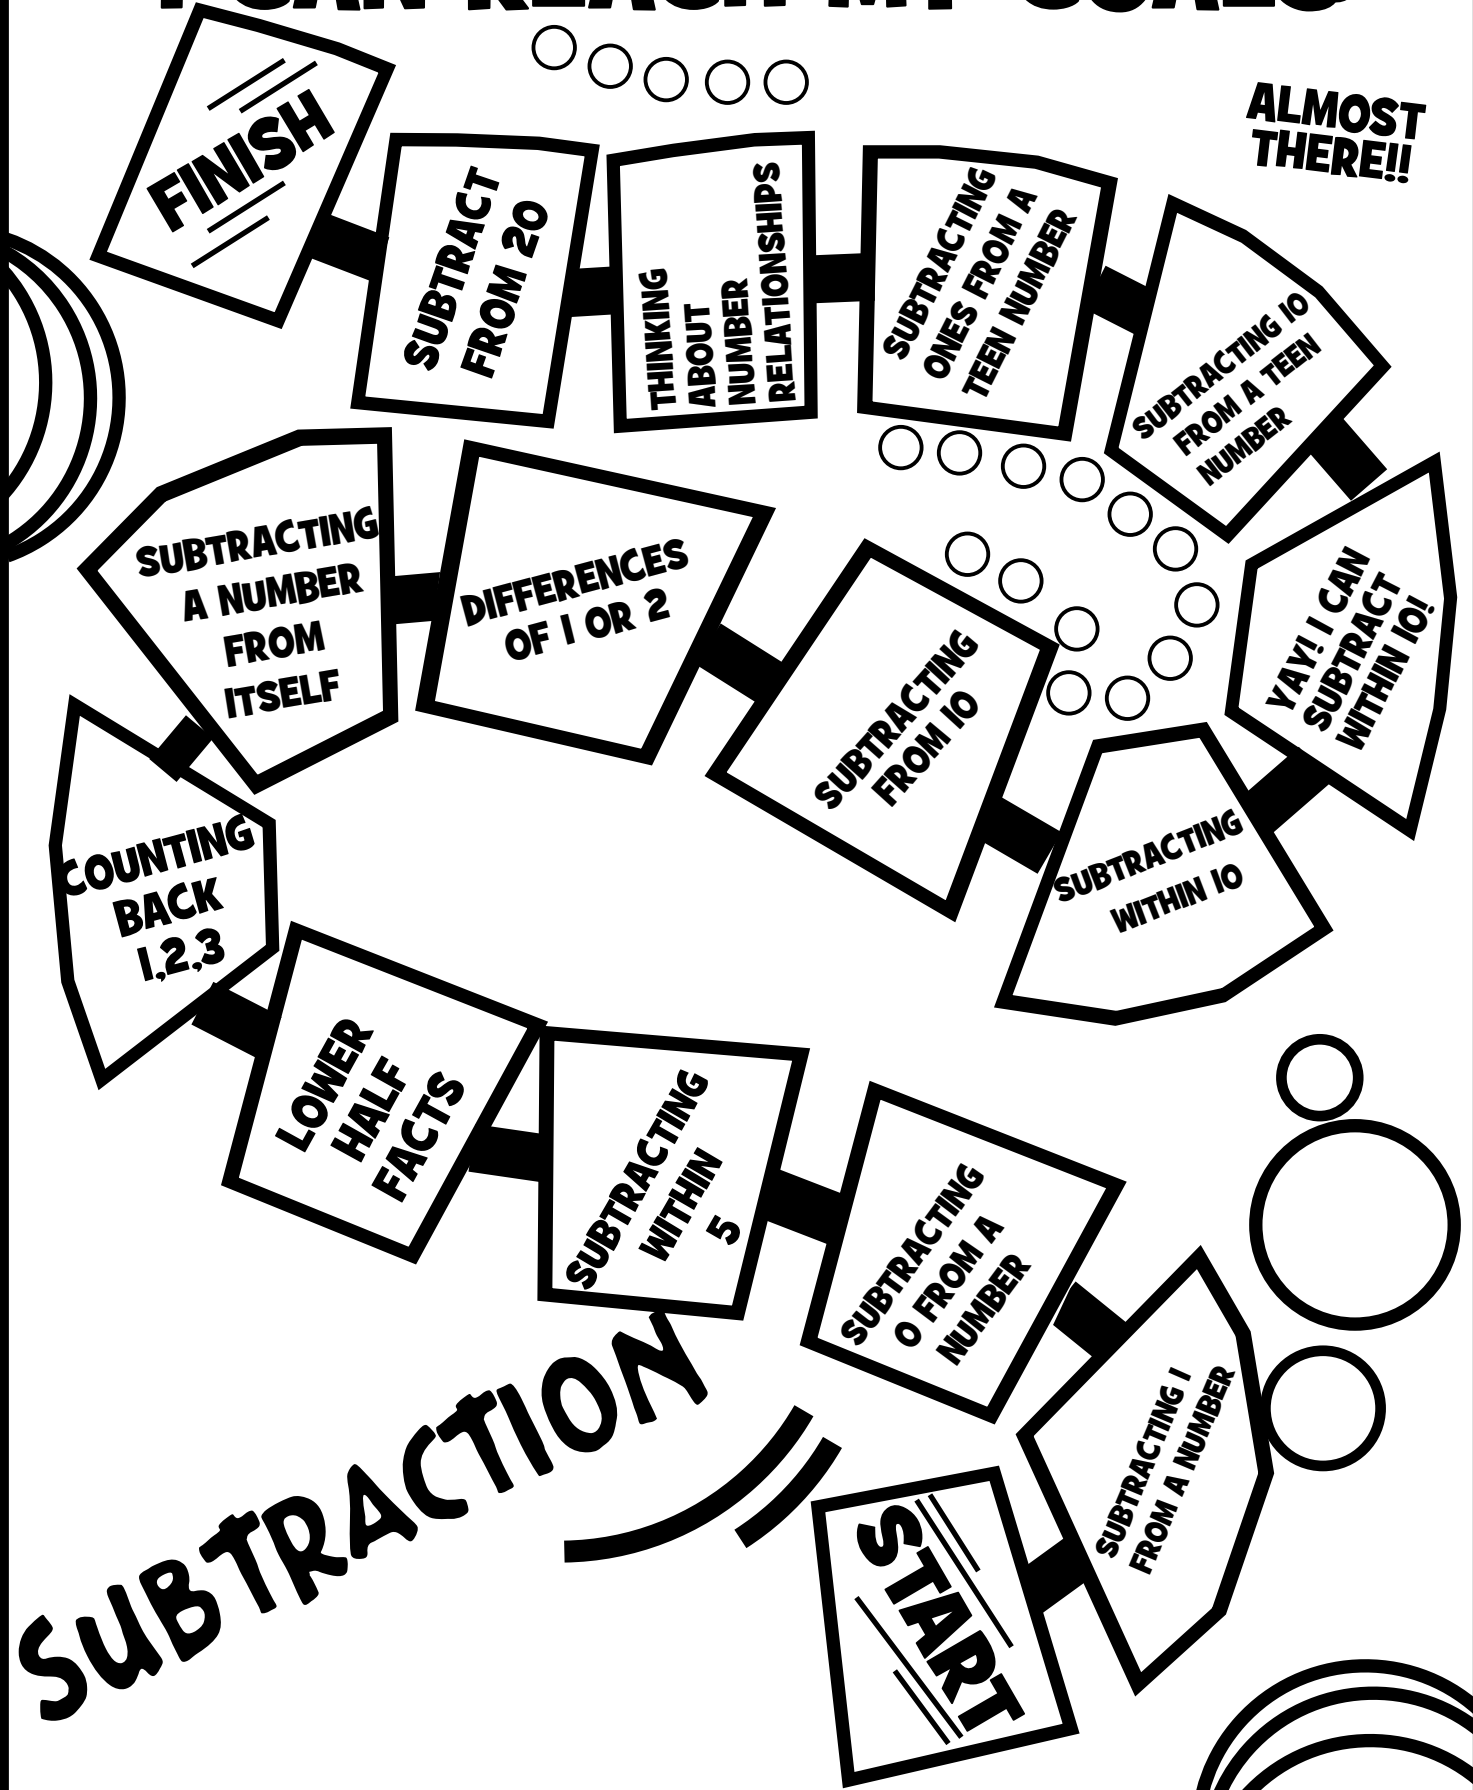 I CAN REACH MY GOALS
ALMOST
THERE!!
FINISH
SUBTRACT
FROM 20
THINKING
ABOUT
NUMBER
RELATIONSHIPS
SUBTRACTING
ONES FROM A
TEEN NUMBER
SUBTRACTING 10
FROM A TEEN
NUMBER
YAY! I CAN
SUBTRACT
WITHIN 10!
SUBTRACTING
WITHIN 10
SUBTRACTING
FROM 10
DIFFERENCES
OF 1 OR 2
SUBTRACTING
A NUMBER
FROM
ITSELF
COUNTING
BACK
1,2,3
LOWER
HALF
FACTS
SUBTRACTING
WITHIN
5
SUBTRACTING
0 FROM A
NUMBER
SUBTRACTING 1
FROM A NUMBER
START
SUBTRACTION